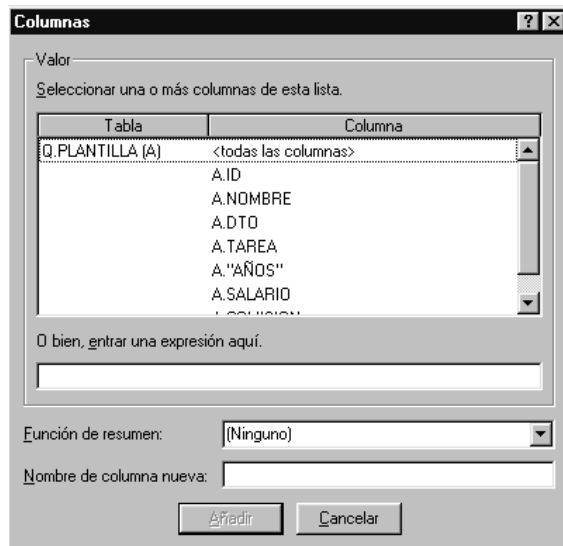 Columnas
Valor
Seleccionar una o más columnas de esta lista.
Tabla Columna
Q.PLANTILLA (A) <todas las columnas>
A.ID
A.NOMBRE
A.DTO
A.TAREA
A."AÑOS"
A.SALARIO
O bien, entrar una expresión aquí.
Función de resumen: (Ninguno)
Nombre de columna nueva:
Añadir Cancelar